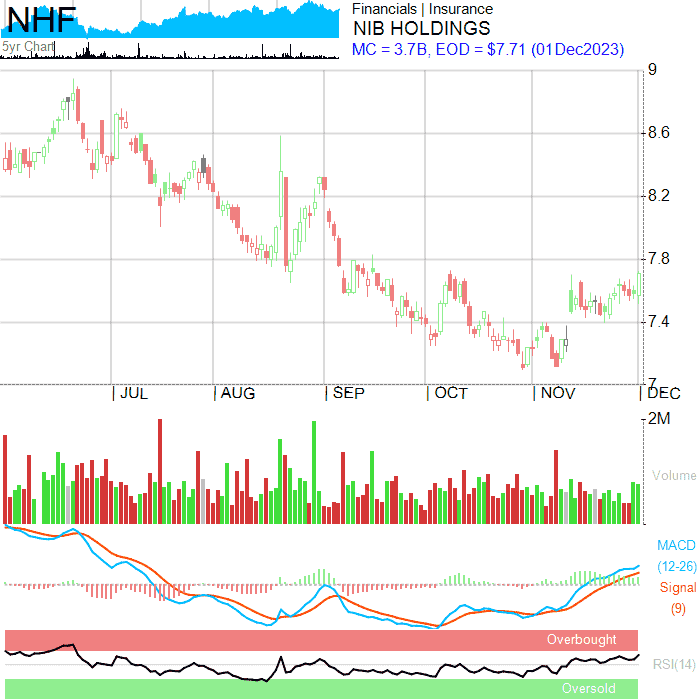 NHF
Financials | Insurance
NIB HOLDINGS
5yr Chart
MC = 3.7B, EOD = $7.71 (01Dec2023)
9
8.6
8.2
7.8
7.4
7
| JUL | AUG | SEP | OCT | NOV | DEC
2M
Volume
MACD
(12-26)
Signal
(9)
Overbought
RSI(14)
Oversold